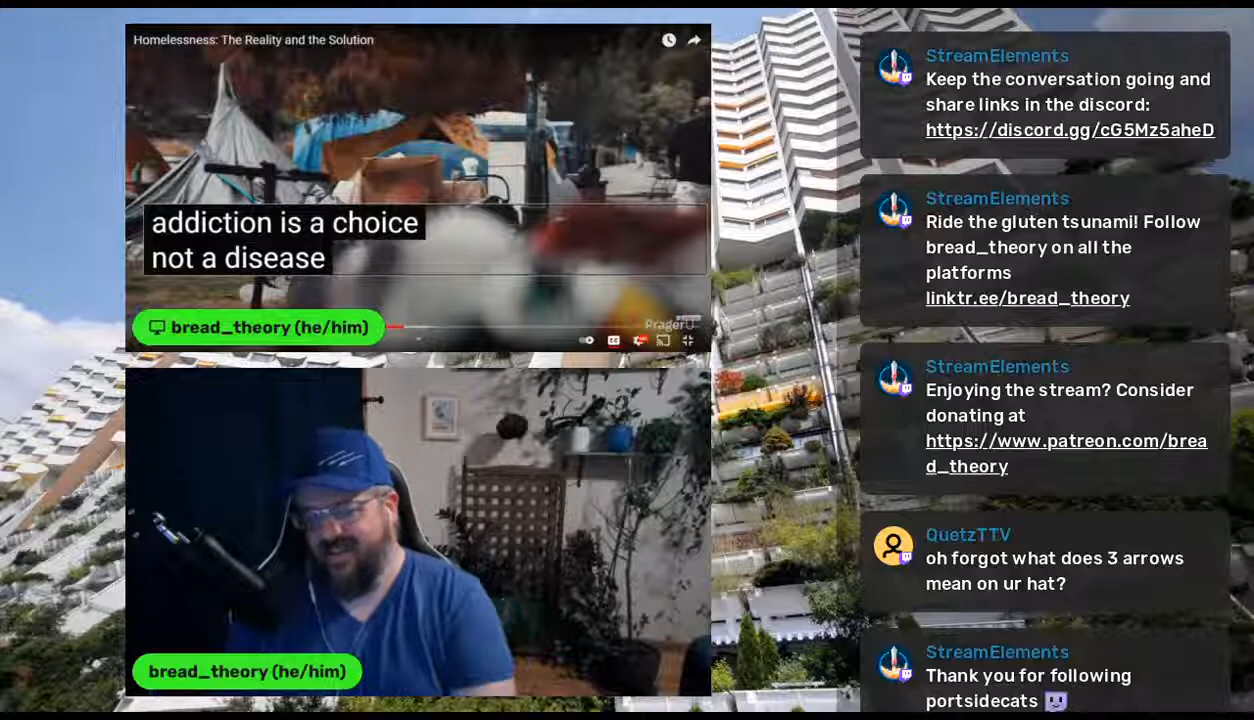 Homelessness: The Reality and the Solution
addiction is a choice
not a disease
bread_theory (he/him)
PragerU
bread_theory (he/him)
StreamElements
Keep the conversation going and
share links in the discord:
https://discord.gg/cG5Mz5aheD
StreamElements
Ride the gluten tsunami! Follow
bread_theory on all the
platforms
linktr.ee/bread_theory
StreamElements
Enjoying the stream? Consider
donating at
https://www.patreon.com/brea
d_theory
QuetzTTV
oh forgot what does 3 arrows
mean on ur hat?
StreamElements
Thank you for following
portsidecats